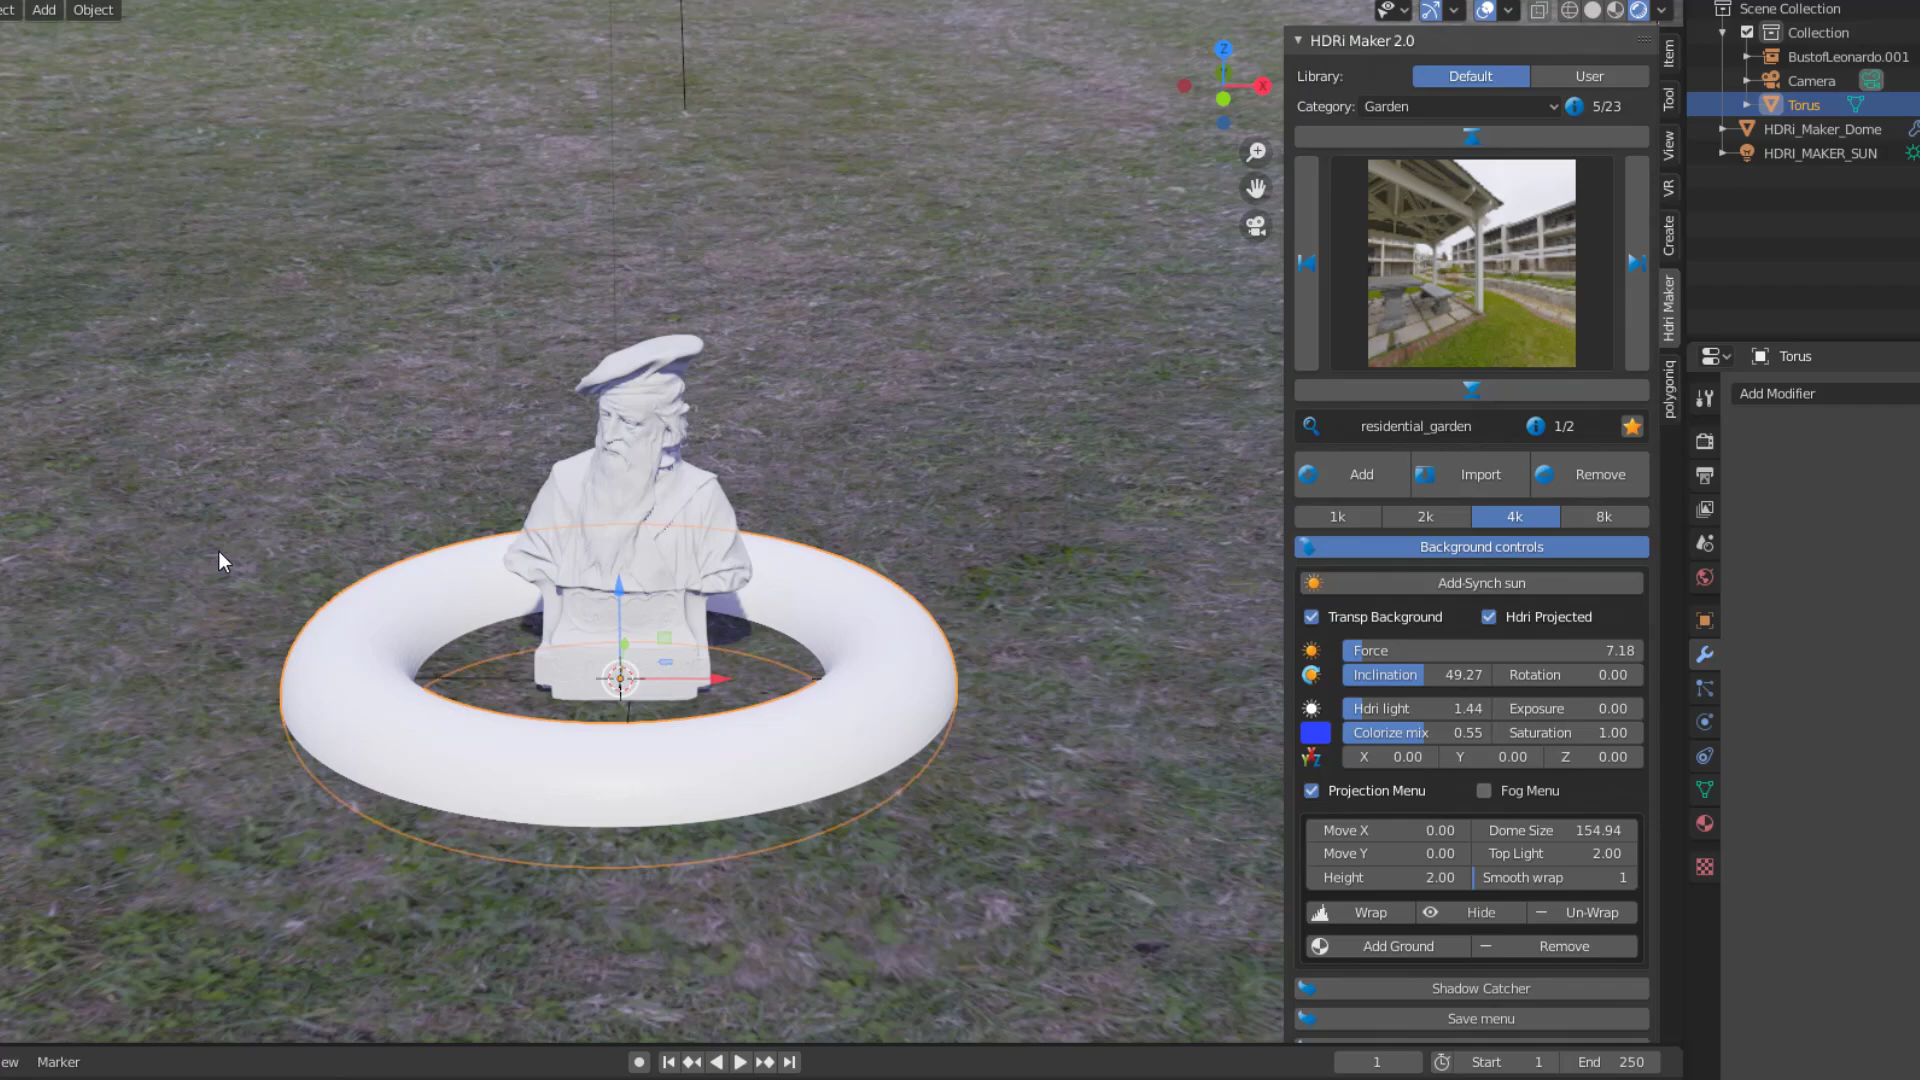 ect Add Object
HDRi Maker 2.0
Library: Default User
Category: Garden 5/23
residential_garden 1/2
Add Import Remove
1k 2k 4k 8k
Background controls
Add-Synch sun
Transp Background Hdri Projected
Force 7.18
Inclination 49.27 Rotation 0.00
Hdri light 1.44 Exposure 0.00
Colorize mix 0.55 Saturation 1.00
X 0.00 Y 0.00 Z 0.00
Projection Menu Fog Menu
Move X 0.00 Dome Size 154.94
Move Y 0.00 Top Light 2.00
Height 2.00 Smooth wrap 1
Wrap Hide Un-Wrap
Add Ground Remove
Shadow Catcher
Save menu
Item
Tool
View
VR
Create
Hdri Maker
polygoniq
Scene Collection
Collection
BustofLeonardo.001
Camera
Torus
HDRi_Maker_Dome
HDRI_MAKER_SUN
Torus
Add Modifier
Z
X
ew Marker
1 Start 1 End 250